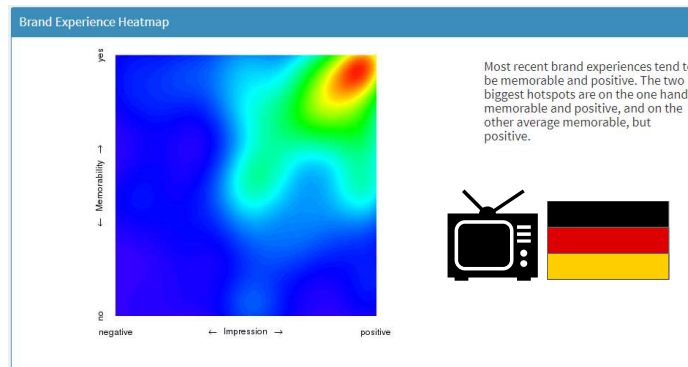 Brand Experience Heatmap
yes
← Memorability →
no
negative
← Impression →
positive
Most recent brand experiences tend
be memorable and positive. The two
biggest hotspots are on the one hand
memorable and positive, and on the
other average memorable, but
positive.